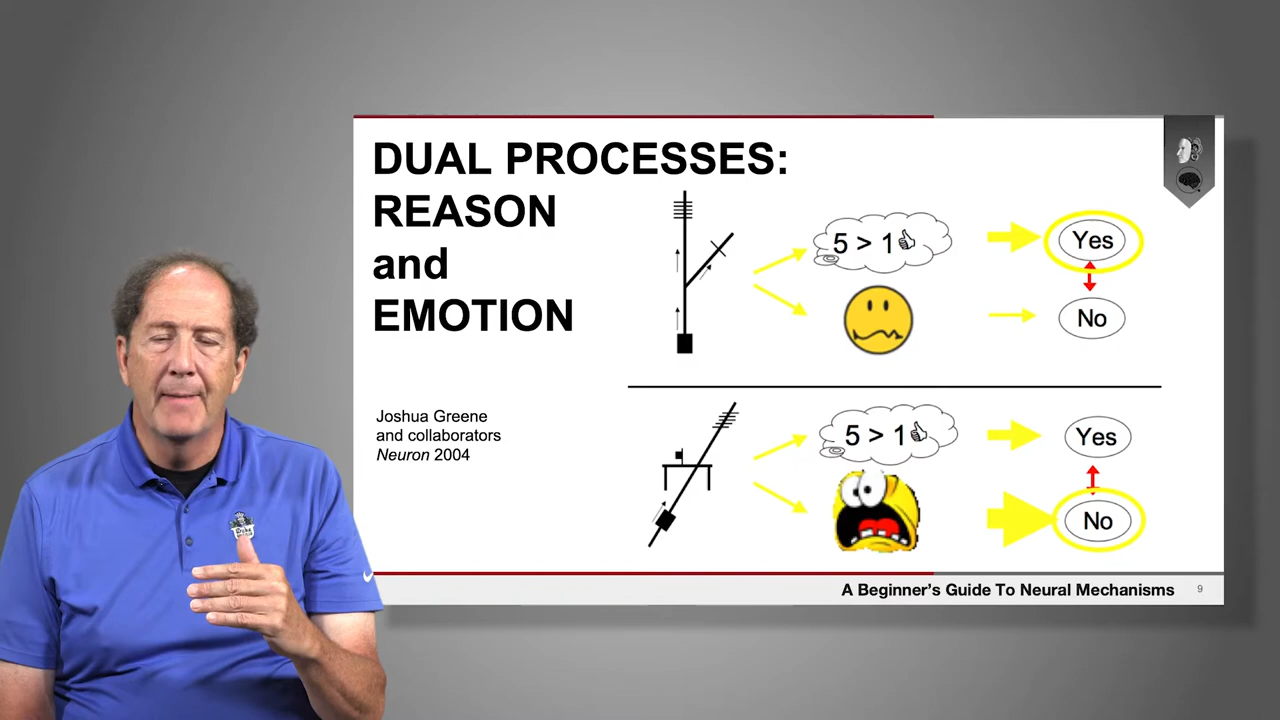 DUAL PROCESSES:
REASON
and
EMOTION
5 > 1
Yes
No
Joshua Greene
and collaborators
Neuron 2004
5 > 1
Yes
No
A Beginner's Guide To Neural Mechanisms
9
Duke